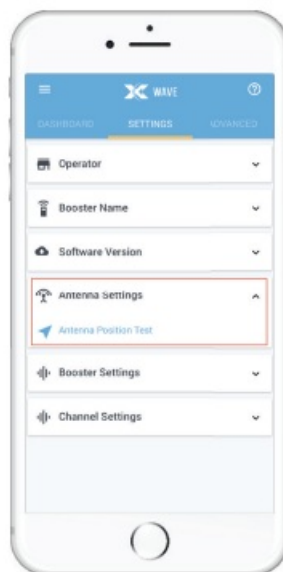 WAVE
DASHBOARD SETTINGS ADVANCED
Operator
Booster Name
Software Version
Antenna Settings
Antenna Position Test
Booster Settings
Channel Settings